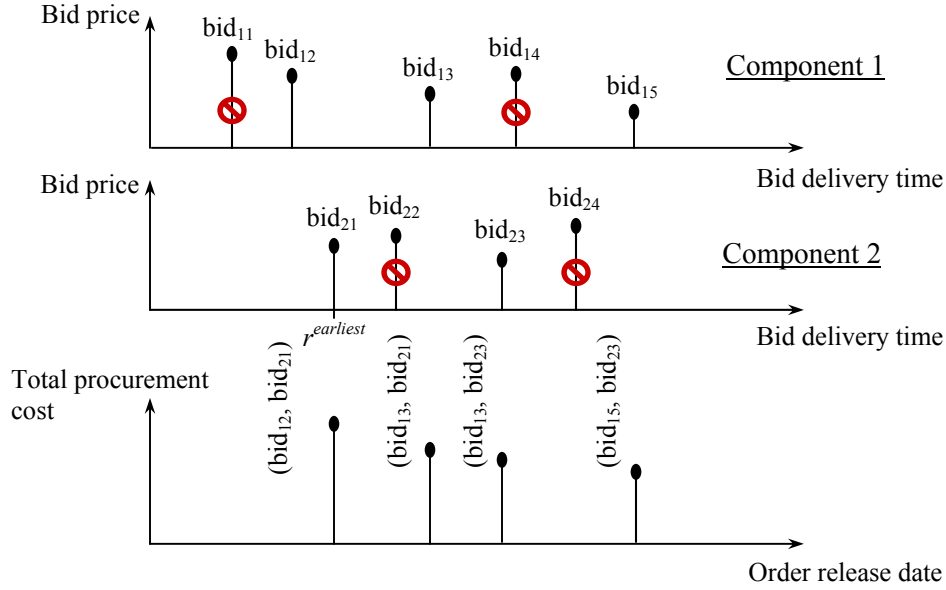 Bid price
bid₁₁
bid₁₂
bid₁₃
bid₁₄
bid₁₅
Component 1
Bid delivery time
Bid price
bid₂₁
bid₂₂
bid₂₃
bid₂₄
Component 2
r^earliest
Bid delivery time
Total procurement
cost
(bid₁₂, bid₂₁)
(bid₁₃, bid₂₁)
(bid₁₃, bid₂₃)
(bid₁₅, bid₂₃)
Order release date